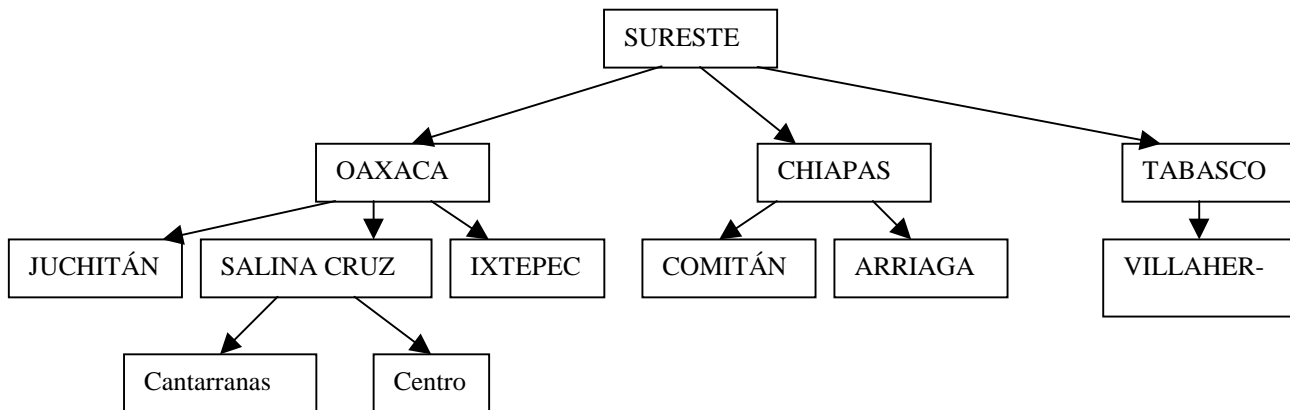 SURESTE
OAXACA
CHIAPAS
TABASCO
JUCHITÁN
SALINA CRUZ
IXTEPEC
COMITÁN
ARRIAGA
VILLAHER-
Cantarranas
Centro